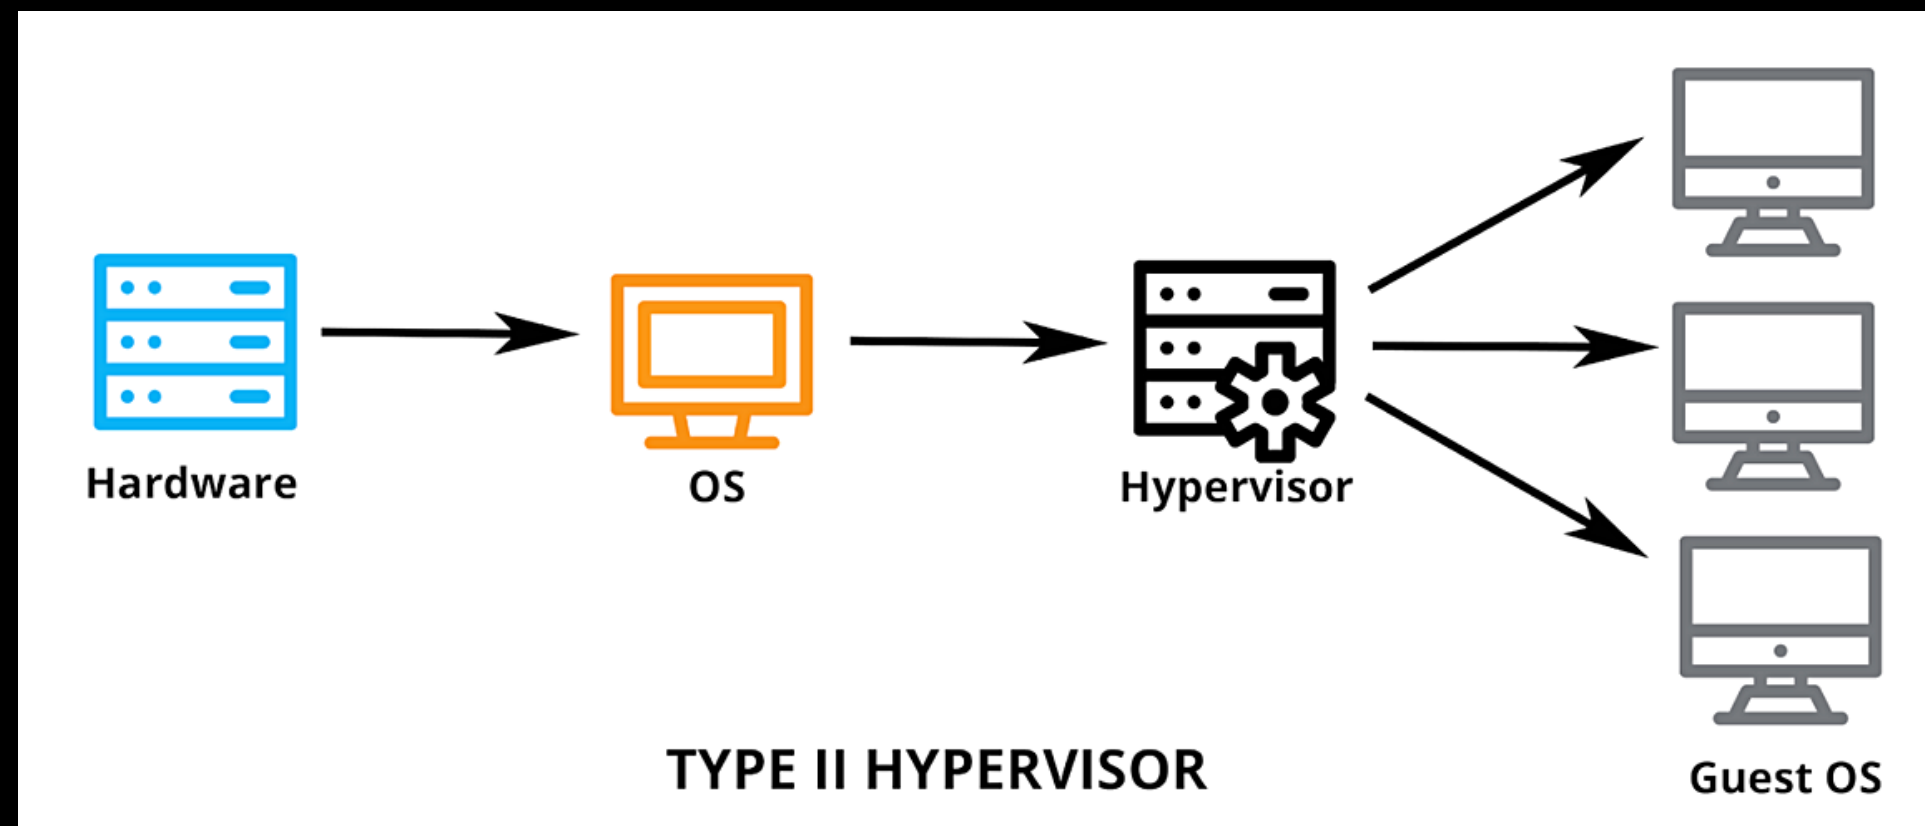 Hardware
OS
Hypervisor
TYPE II HYPERVISOR
Guest OS